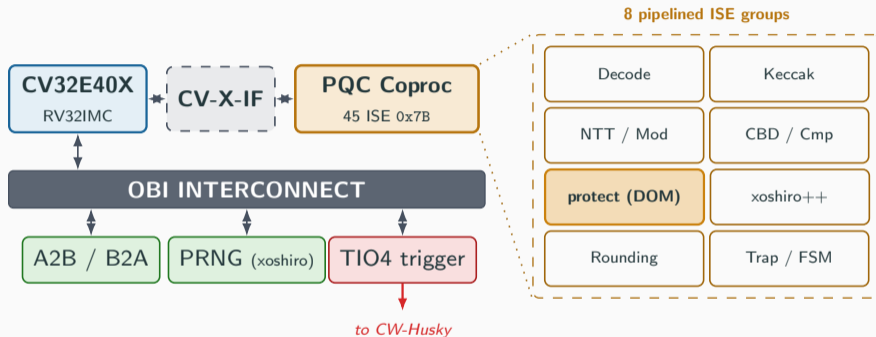 8 pipelined ISE groups
CV32E40X
RV32IMC
CV-X-IF
PQC Coproc
45 ISE 0x7B
Decode
Keccak
NTT / Mod
CBD / Cmp
protect (DOM)
xoshiro++
Rounding
Trap / FSM
OBI INTERCONNECT
A2B / B2A
PRNG (xoshiro)
TIO4 trigger
to CW-Husky